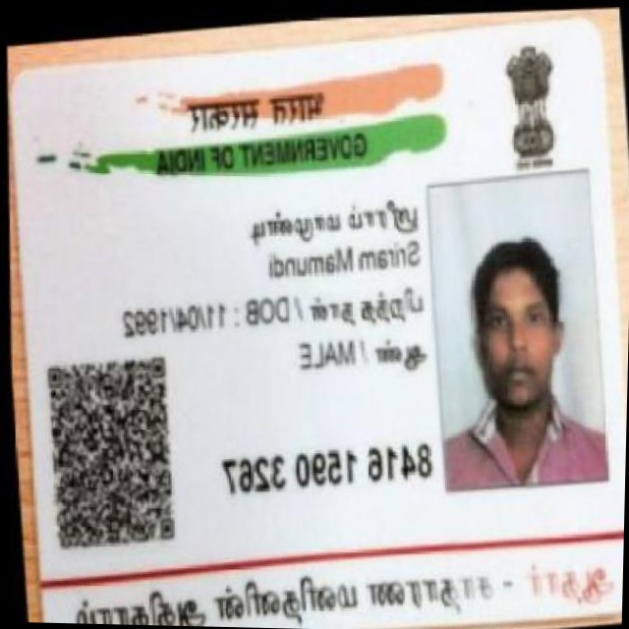 भारत सरकार
GOVERNMENT OF INDIA
ஸ்ரீராம் மாமுண்டி
Sriram Mamundi
பிறந்த நாள் / DOB : 11/04/1992
ஆண் / MALE
8416 1590 3267
ஆதார் - சாதாரண மனிதனின் அதிகாரம்